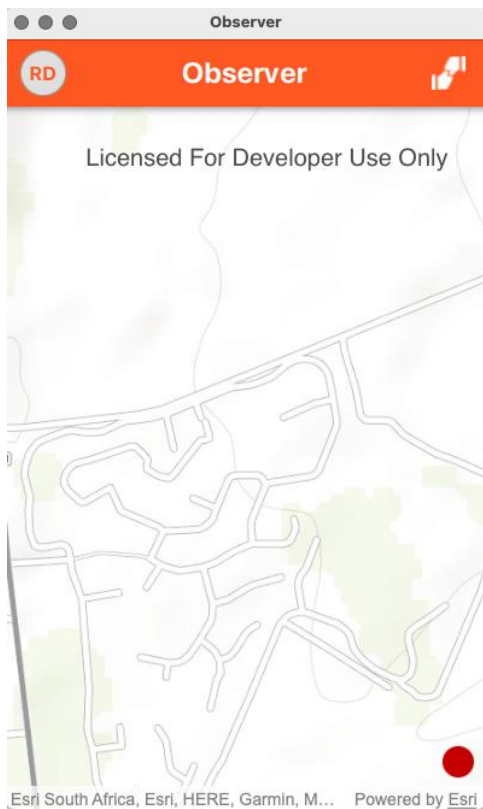 Observer
RD
Observer
Licensed For Developer Use Only
Esri South Africa, Esri, HERE, Garmin, M...
Powered by Esri